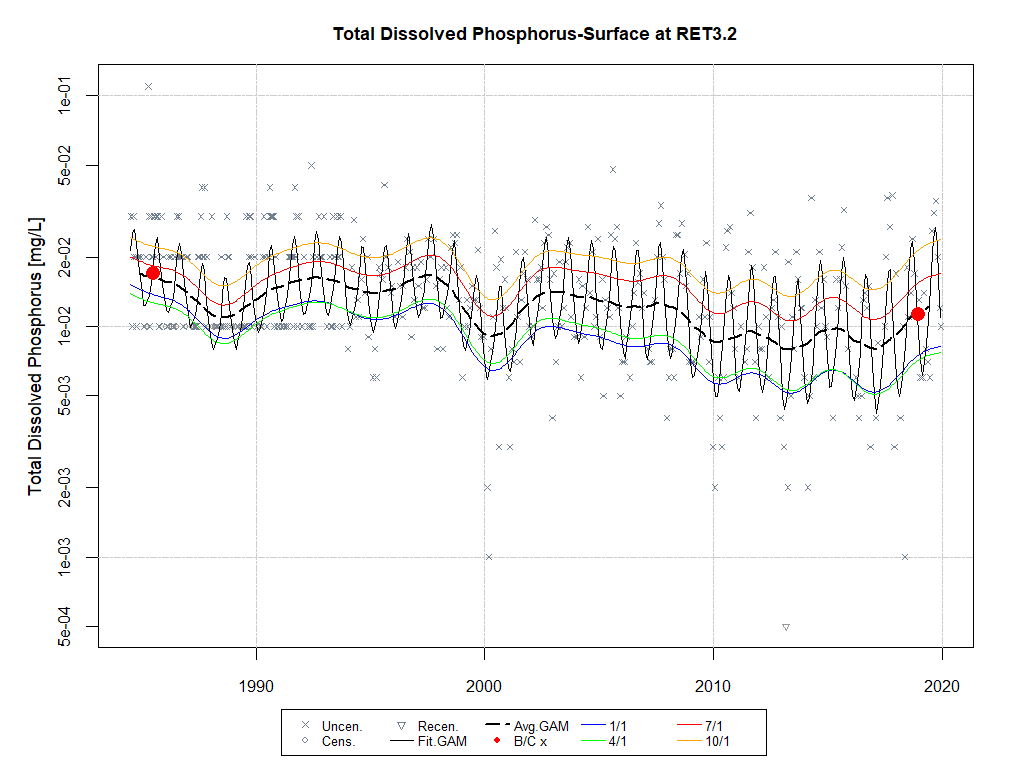 Total Dissolved Phosphorus-Surface at RET3.2
Total Dissolved Phosphorus [mg/L]
1e-01
5e-02
2e-02
1e-02
5e-03
2e-03
1e-03
5e-04
1990 2000 2010 2020
Uncen. Recen. Avg.GAM 1/1 7/1
Cens. Fit.GAM B/C x 4/1 10/1